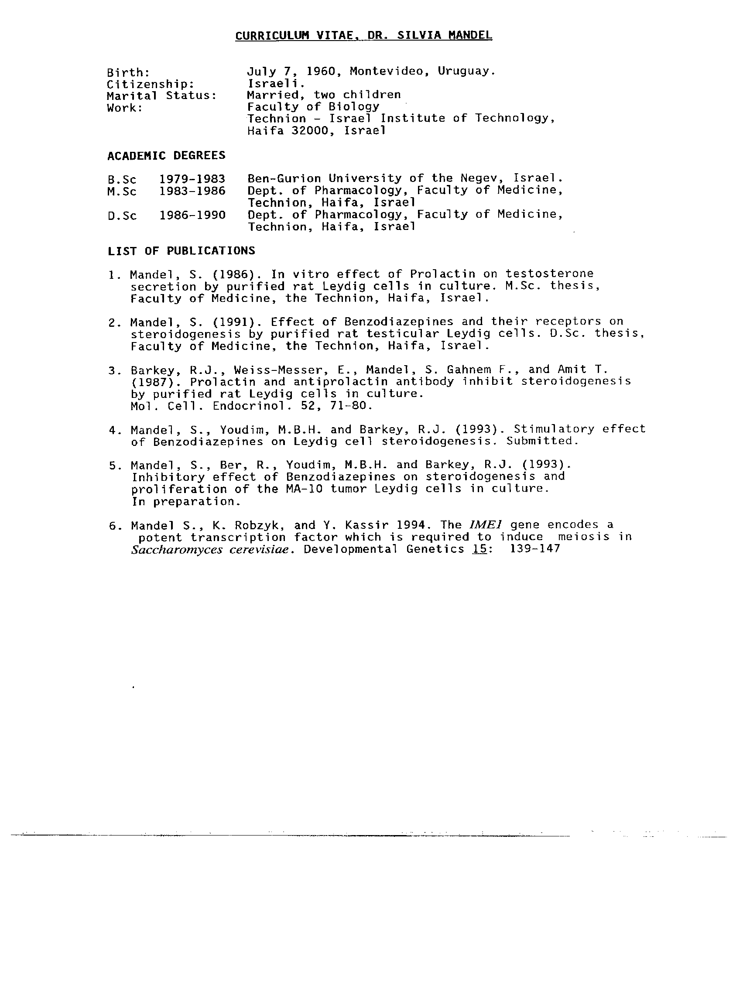 CURRICULUM VITAE, DR. SILVIA MANDEL
Birth: July 7, 1960, Montevideo, Uruguay.
Citizenship: Israeli.
Marital Status: Married, two children
Work: Faculty of Biology
Technion - Israel Institute of Technology,
Haifa 32000, Israel
ACADEMIC DEGREES
B.Sc 1979-1983 Ben-Gurion University of the Negev, Israel.
M.Sc 1983-1986 Dept. of Pharmacology, Faculty of Medicine,
Technion, Haifa, Israel
D.Sc 1986-1990 Dept. of Pharmacology, Faculty of Medicine,
Technion, Haifa, Israel
LIST OF PUBLICATIONS
1. Mandel, S. (1986). In vitro effect of Prolactin on testosterone
secretion by purified rat Leydig cells in culture. M.Sc. thesis,
Faculty of Medicine, the Technion, Haifa, Israel.
2. Mandel, S. (1991). Effect of Benzodiazepines and their receptors on
steroidogenesis by purified rat testicular Leydig cells. D.Sc. thesis,
Faculty of Medicine, the Technion, Haifa, Israel.
3. Barkey, R.J., Weiss-Messer, E., Mandel, S. Gahnem F., and Amit T.
(1987). Prolactin and antiprolactin antibody inhibit steroidogenesis
by purified rat Leydig cells in culture.
Mol. Cell. Endocrinol. 52, 71-80.
4. Mandel, S., Youdim, M.B.H. and Barkey, R.J. (1993). Stimulatory effect
of Benzodiazepines on Leydig cell steroidogenesis. Submitted.
5. Mandel, S., Ber, R., Youdim, M.B.H. and Barkey, R.J. (1993).
Inhibitory effect of Benzodiazepines on steroidogenesis and
proliferation of the MA-10 tumor Leydig cells in culture.
In preparation.
6. Mandel S., K. Robzyk, and Y. Kassir 1994. The IME1 gene encodes a
potent transcription factor which is required to induce meiosis in
Saccharomyces cerevisiae. Developmental Genetics 15: 139-147